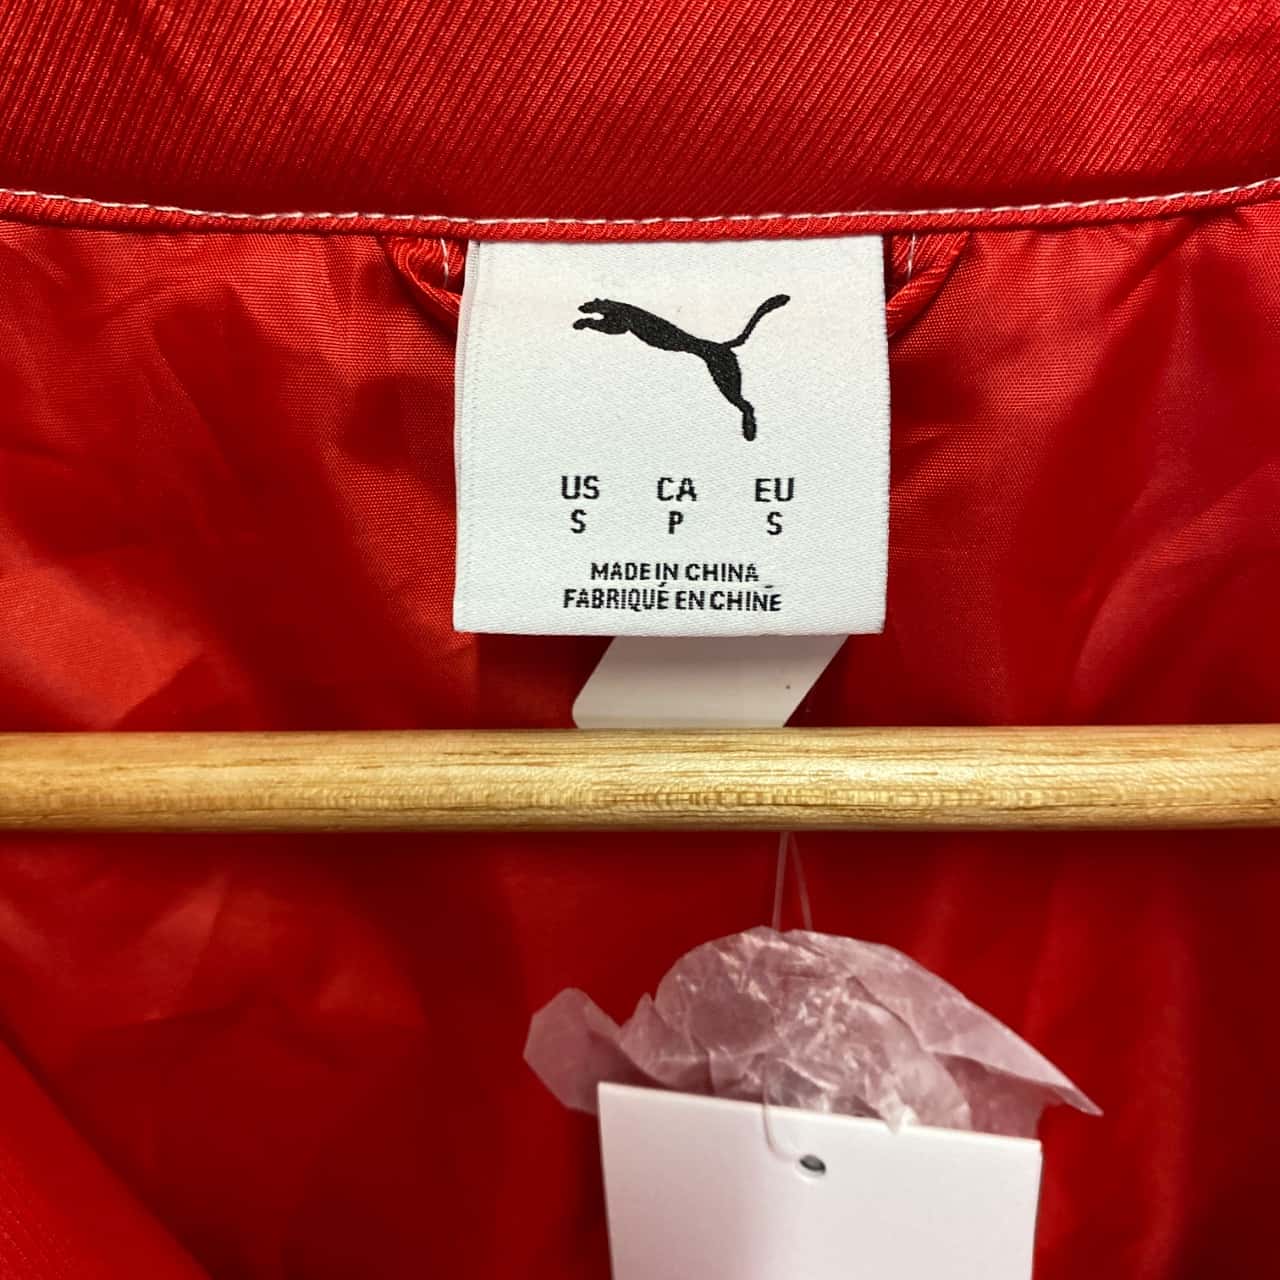 US CA EU
S P S
MADE IN CHINA
FABRIQUÉ EN CHINE